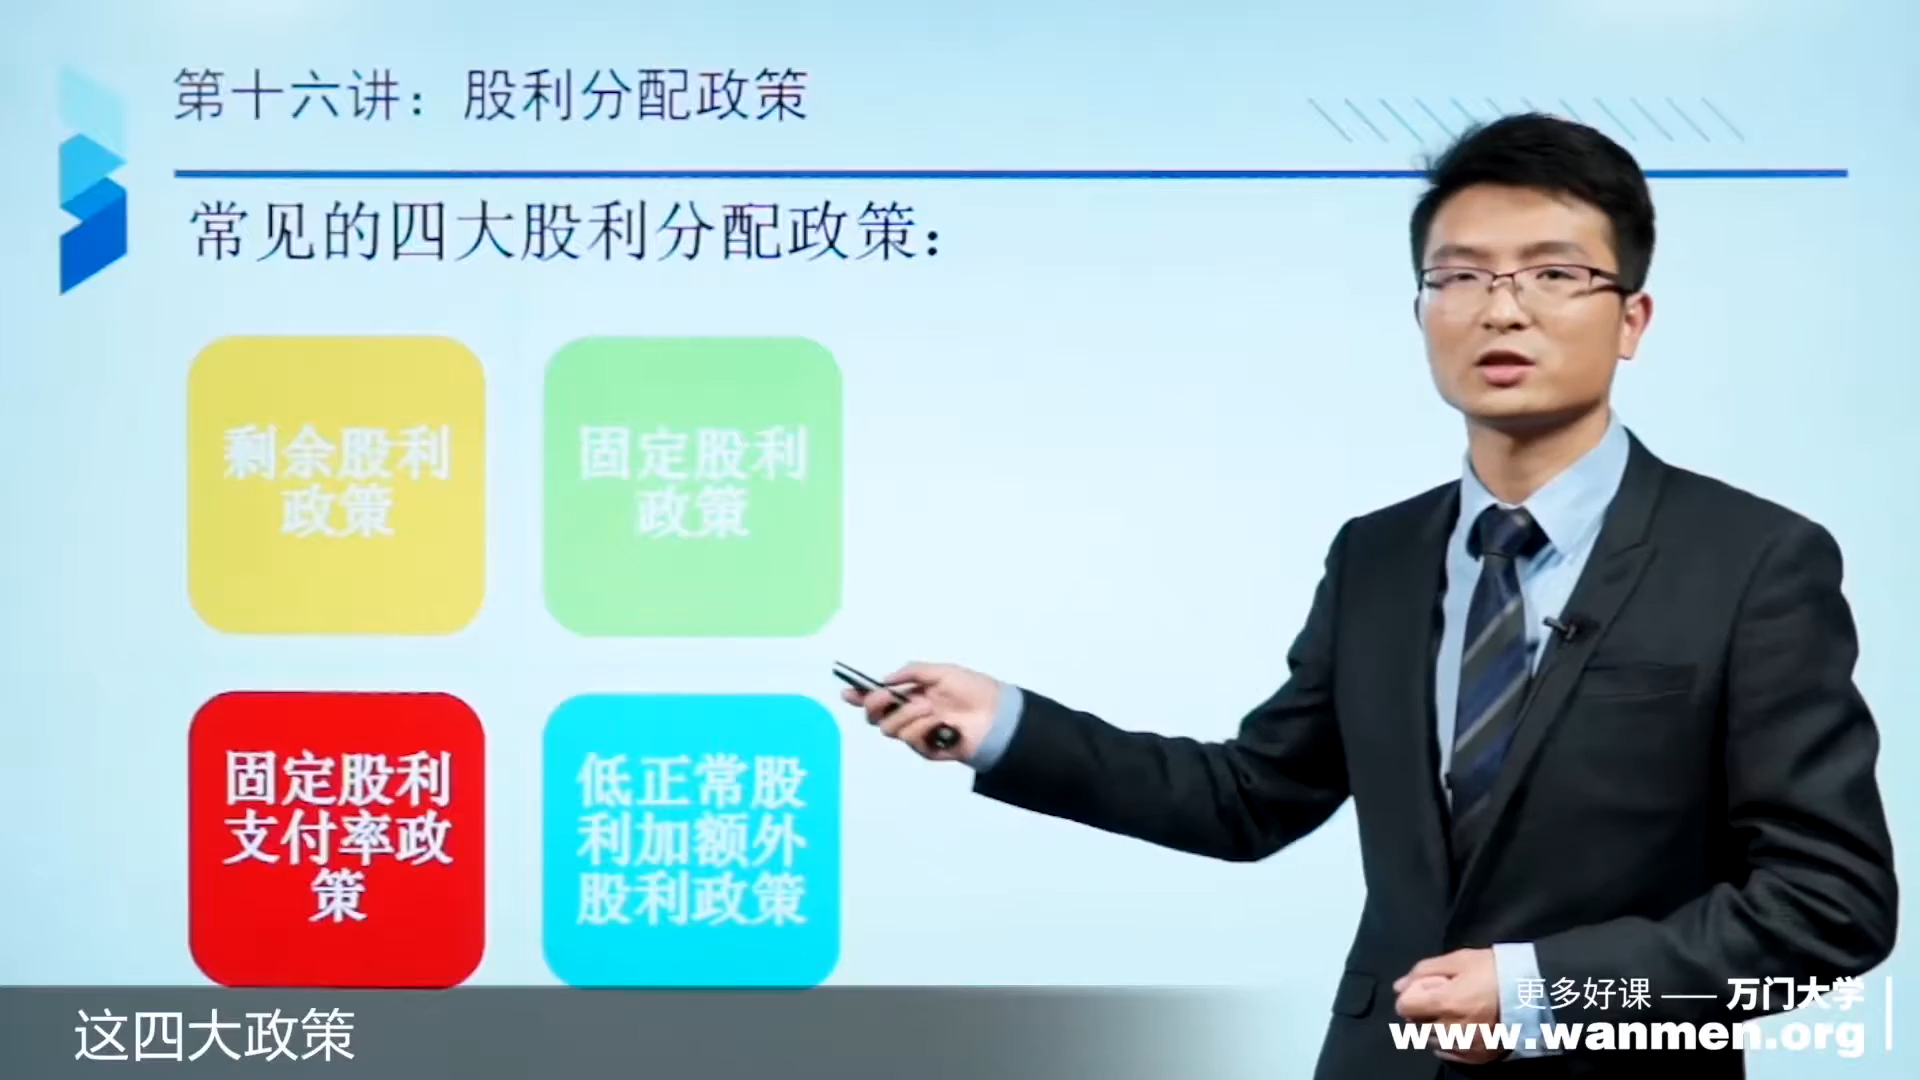 第十六讲：股利分配政策
常见的四大股利分配政策：
剩余股利
政策
固定股利
政策
固定股利
支付率政
策
低正常股
利加额外
股利政策
这四大政策
更多好课 —— 万门大学
www.wanmen.org